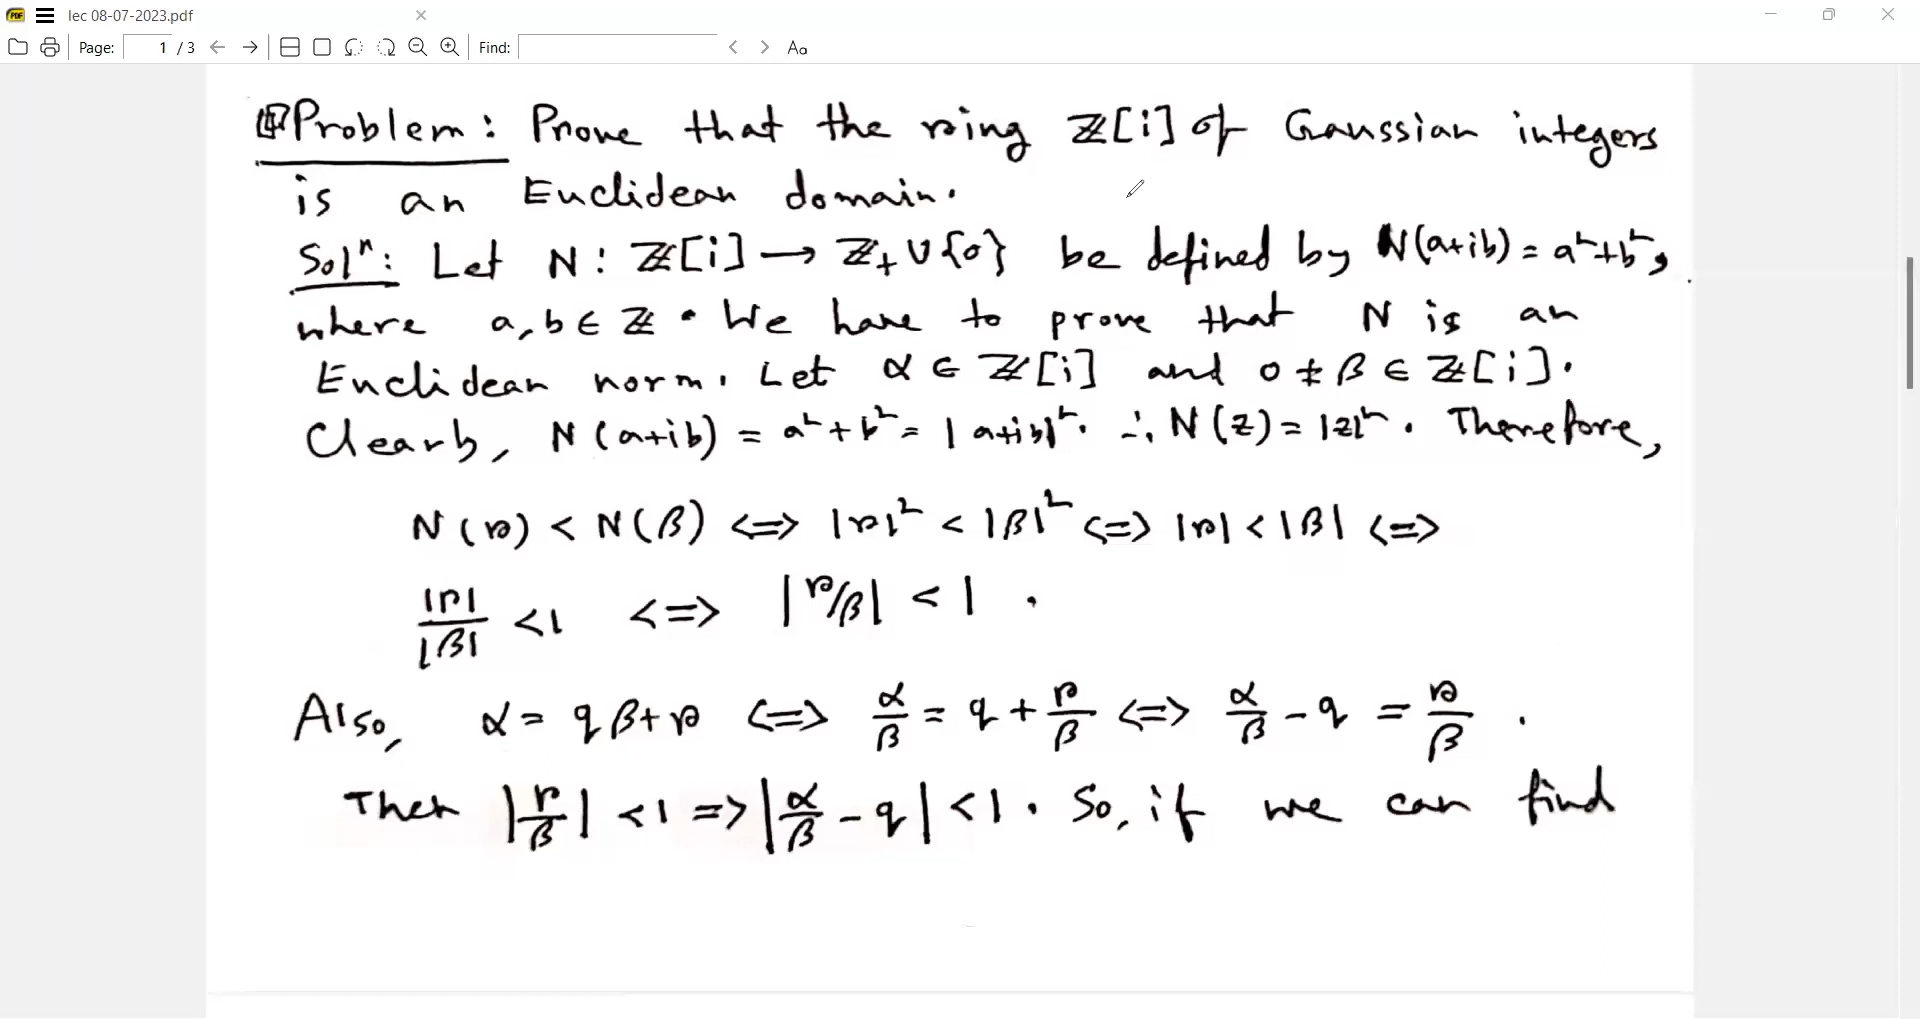 lec 08-07-2023.pdf
Page: 1 / 3 Find: Aa
Problem: Prove that the ring ℤ[i] of Gaussian integers
is an Euclidean domain.
Solⁿ: Let N : ℤ[i] → ℤ₊ ∪ {0} be defined by N(a+ib) = a²+b²,
where a, b ∈ ℤ. We have to prove that N is an
Euclidean norm. Let α ∈ ℤ[i] and 0 ≠ β ∈ ℤ[i].
Clearly, N(a+ib) = a²+b² = |a+ib|². ∴ N(z) = |z|². Therefore,
N(r) < N(β) <=> |r|² < |β|² <=> |r| < |β| <=>
|r|/|β| < 1 <=> |r/β| < 1.
Also, α = qβ + r <=> α/β = q + r/β <=> α/β - q = r/β.
Then |r/β| < 1 => |α/β - q| < 1. So, if we can find